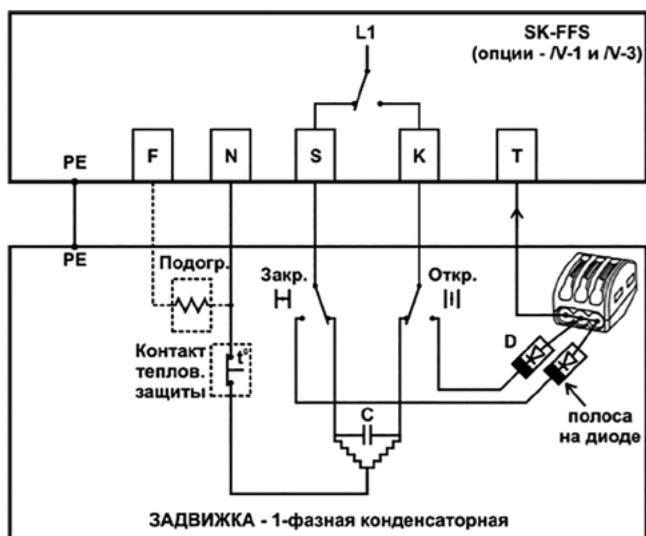 L1
SK-FFS
(опции - /V-1 и /V-3)
PE
F
N
S
K
T
PE
Подогр.
Закр.
Откр.
Контакт
теплов.
защиты
t°
D
C
полоса
на диоде
ЗАДВИЖКА - 1-фазная конденсаторная